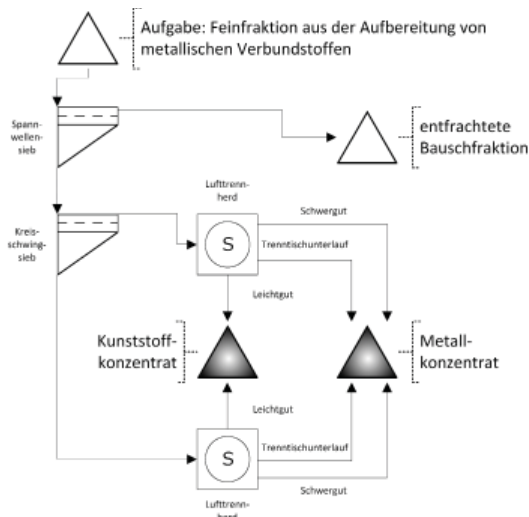 Aufgabe: Feinfraktion aus der Aufbereitung von
metallischen Verbundstoffen
Spann-
wellen-
sieb
entfrachtete
Bauschfraktion
Kreis-
schwing-
sieb
Lufttrenn-
herd
S
Schwergut
Trenntischunterlauf
Leichtgut
Kunststoff-
konzentrat
Metall-
konzentrat
Leichtgut
S
Trenntischunterlauf
Schwergut
Lufttrenn-
herd